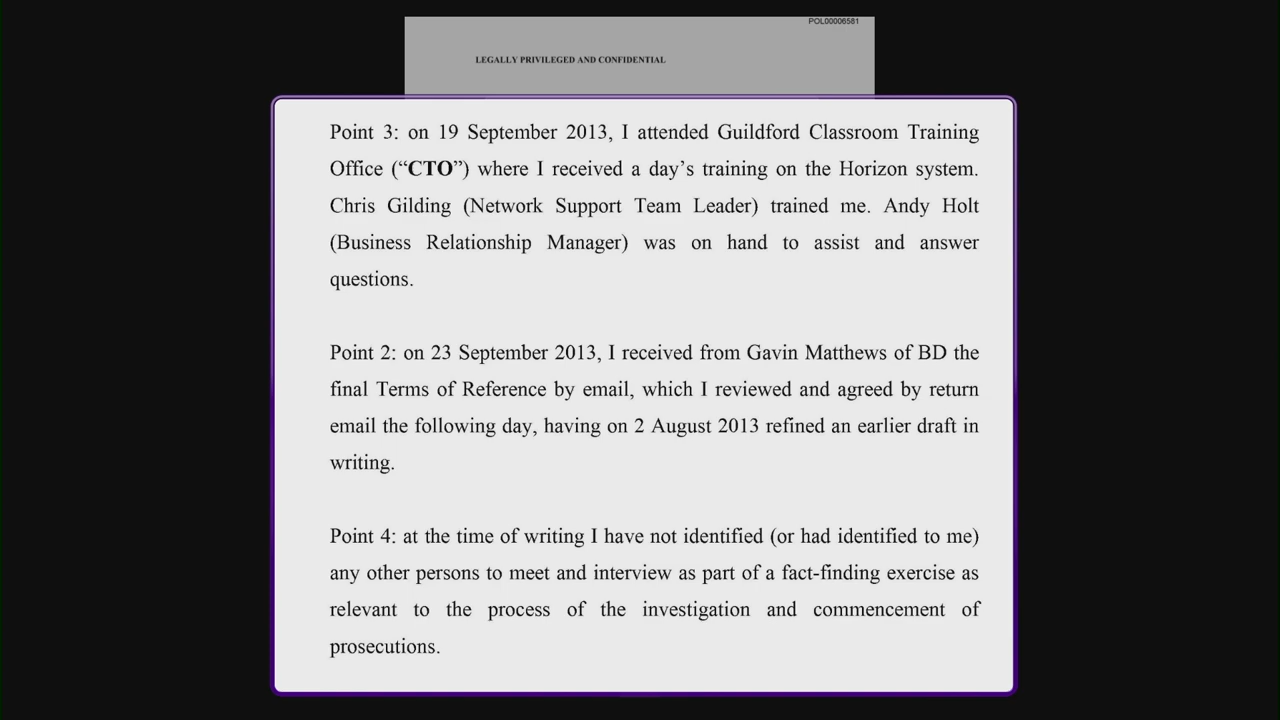 POL00006581
LEGALLY PRIVILEGED AND CONFIDENTIAL
Point 3: on 19 September 2013, I attended Guildford Classroom Training
Office (“CTO”) where I received a day’s training on the Horizon system.
Chris Gilding (Network Support Team Leader) trained me. Andy Holt
(Business Relationship Manager) was on hand to assist and answer
questions.
Point 2: on 23 September 2013, I received from Gavin Matthews of BD the
final Terms of Reference by email, which I reviewed and agreed by return
email the following day, having on 2 August 2013 refined an earlier draft in
writing.
Point 4: at the time of writing I have not identified (or had identified to me)
any other persons to meet and interview as part of a fact-finding exercise as
relevant to the process of the investigation and commencement of
prosecutions.